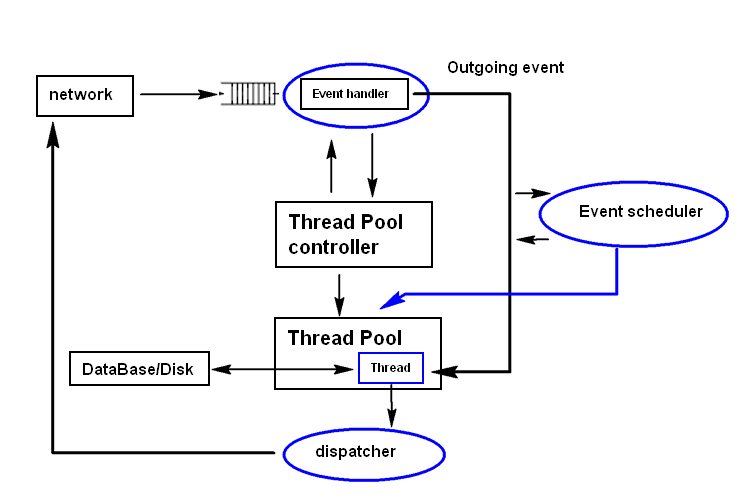 Outgoing event
network
Event handler
Event scheduler
Thread Pool
controller
Thread Pool
DataBase/Disk
Thread
dispatcher